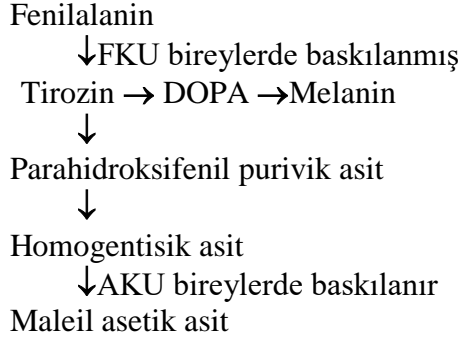 Fenilalanin
↓FKU bireylerde baskılanmış
Tirozin → DOPA →Melanin
↓
Parahidroksifenil purivik asit
↓
Homogentisik asit
↓AKU bireylerde baskılanır
Maleil asetik asit